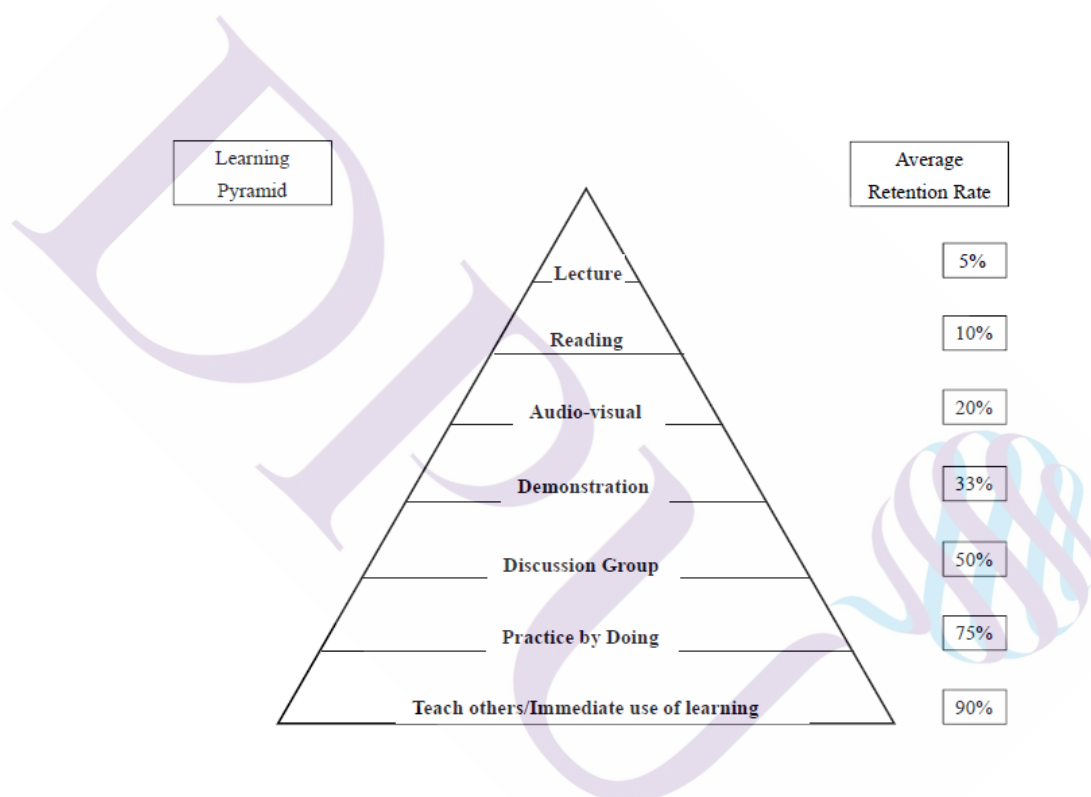 Learning
Pyramid
Average
Retention Rate
Lecture
5%
Reading
10%
Audio-visual
20%
Demonstration
33%
Discussion Group
50%
Practice by Doing
75%
Teach others/Immediate use of learning
90%
DPU